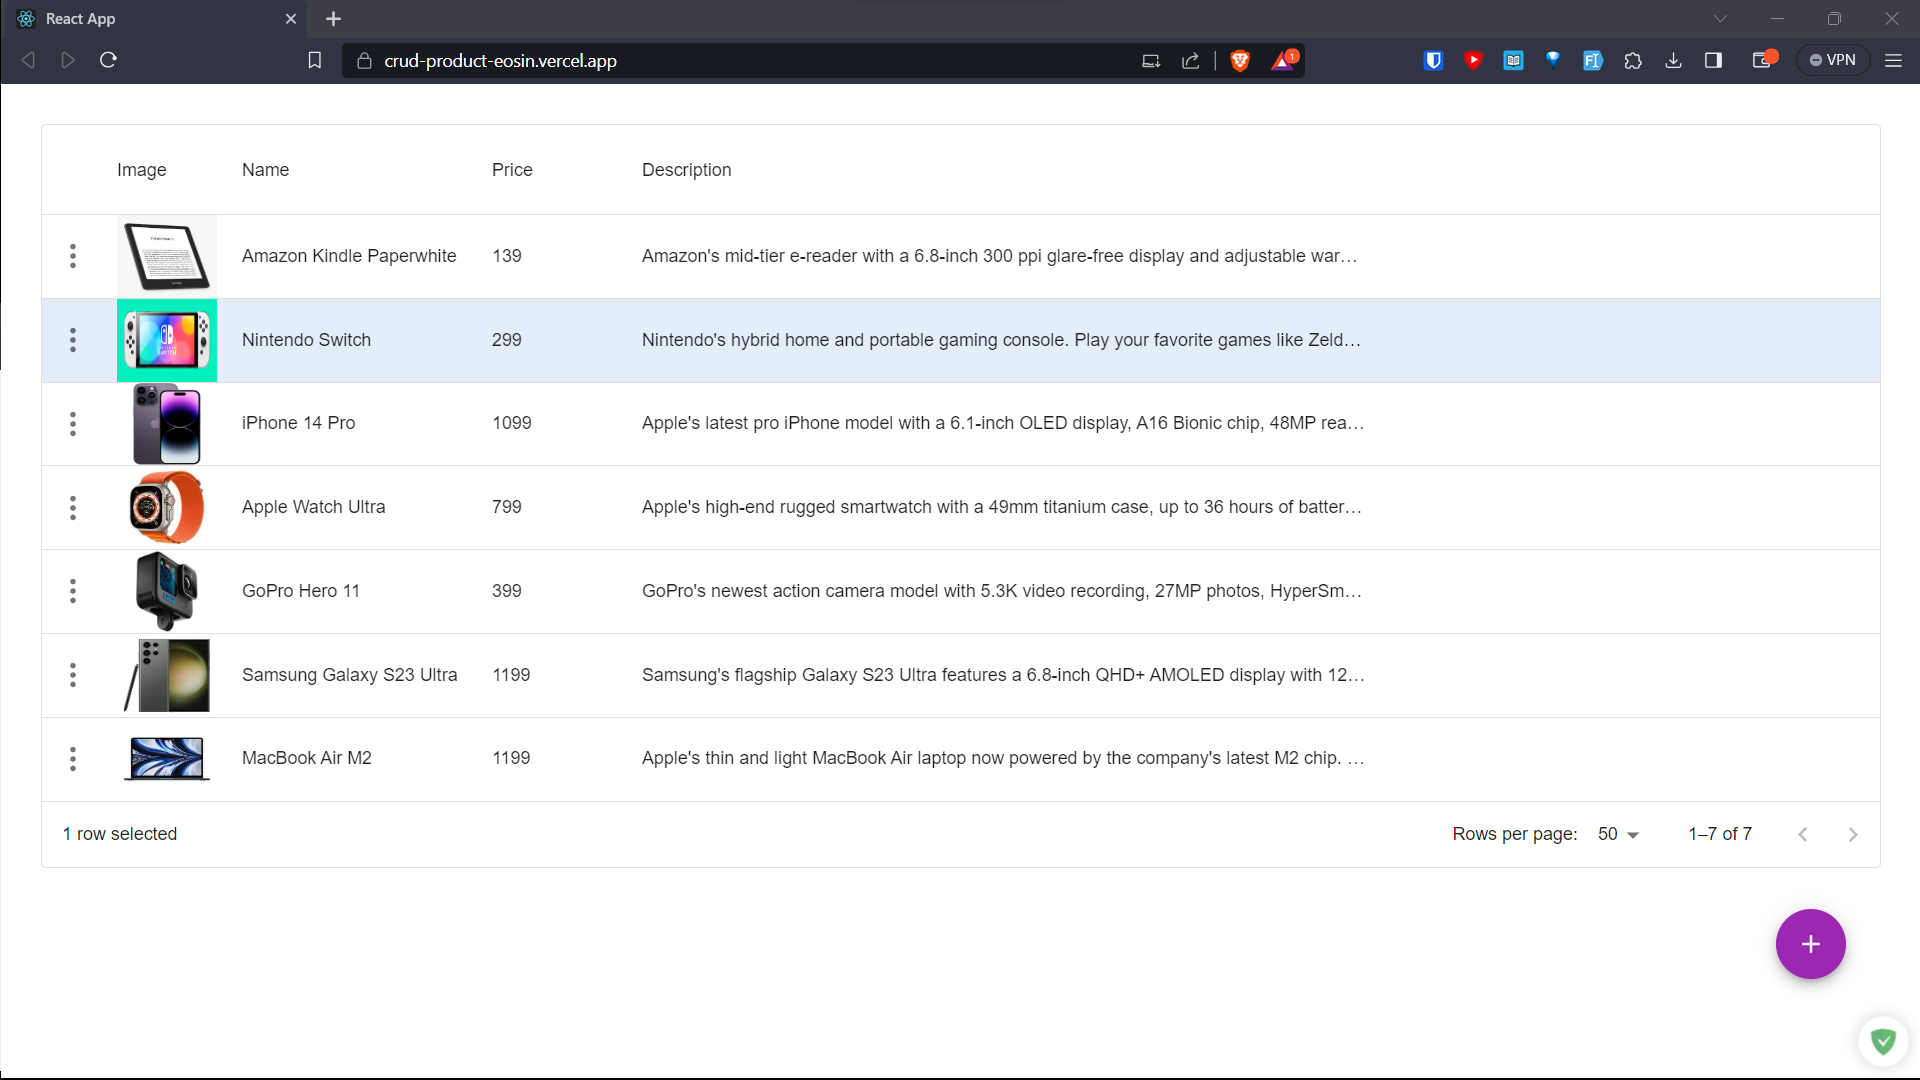 React App
crud-product-eosin.vercel.app
1
VPN
Image Name Price Description
Amazon Kindle Paperwhite 139 Amazon's mid-tier e-reader with a 6.8-inch 300 ppi glare-free display and adjustable war…
Nintendo Switch 299 Nintendo's hybrid home and portable gaming console. Play your favorite games like Zeld…
iPhone 14 Pro 1099 Apple's latest pro iPhone model with a 6.1-inch OLED display, A16 Bionic chip, 48MP rea…
Apple Watch Ultra 799 Apple's high-end rugged smartwatch with a 49mm titanium case, up to 36 hours of batter…
GoPro Hero 11 399 GoPro's newest action camera model with 5.3K video recording, 27MP photos, HyperSm…
Samsung Galaxy S23 Ultra 1199 Samsung's flagship Galaxy S23 Ultra features a 6.8-inch QHD+ AMOLED display with 12…
MacBook Air M2 1199 Apple's thin and light MacBook Air laptop now powered by the company's latest M2 chip. …
1 row selected Rows per page: 50 1–7 of 7